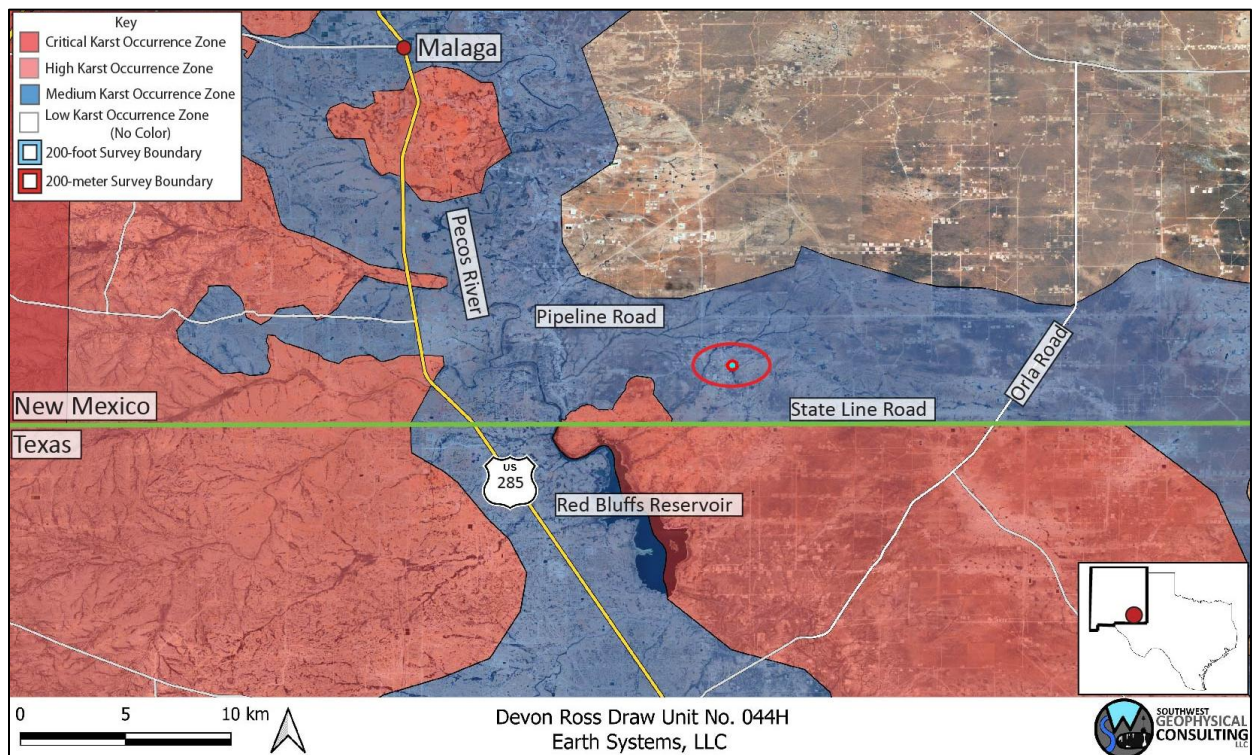 Key
Critical Karst Occurrence Zone
High Karst Occurrence Zone
Medium Karst Occurrence Zone
Low Karst Occurrence Zone
(No Color)
200-foot Survey Boundary
200-meter Survey Boundary
Malaga
Pecos River
Pipeline Road
Orla Road
State Line Road
New Mexico
Texas
US
285
Red Bluffs Reservoir
0 5 10 km
Devon Ross Draw Unit No. 044H
Earth Systems, LLC
SOUTHWEST
GEOPHYSICAL
CONSULTING
LLC